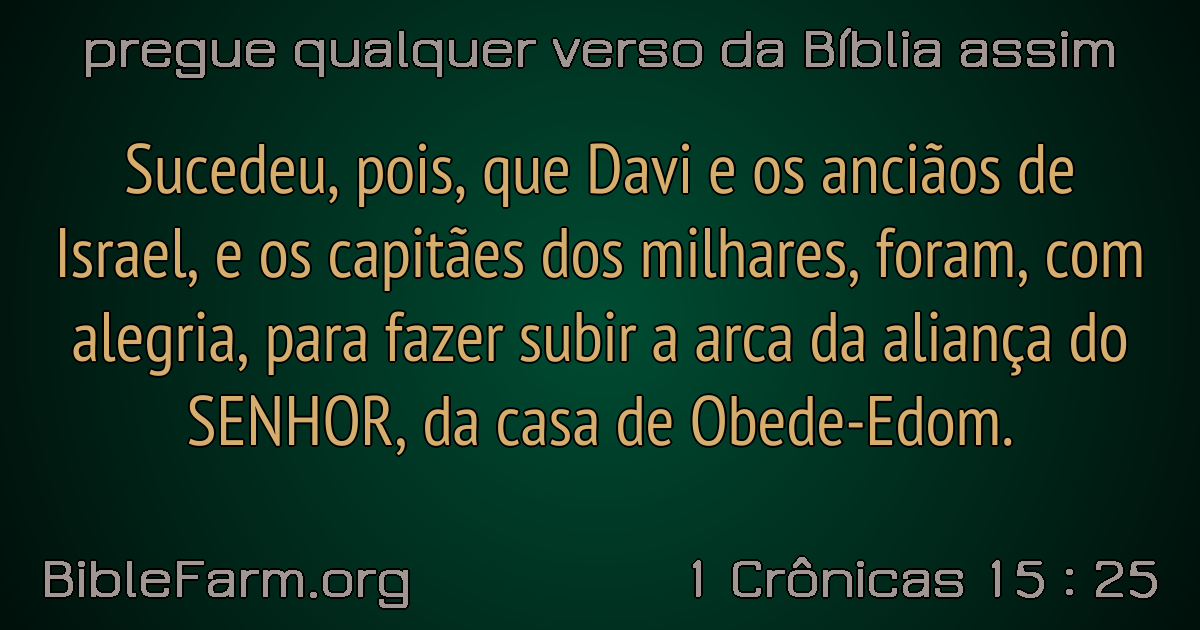 pregue qualquer verso da Bíblia assim
Sucedeu, pois, que Davi e os anciãos de
Israel, e os capitães dos milhares, foram, com
alegria, para fazer subir a arca da aliança do
SENHOR, da casa de Obede-Edom.
BibleFarm.org
1 Crônicas 15 : 25